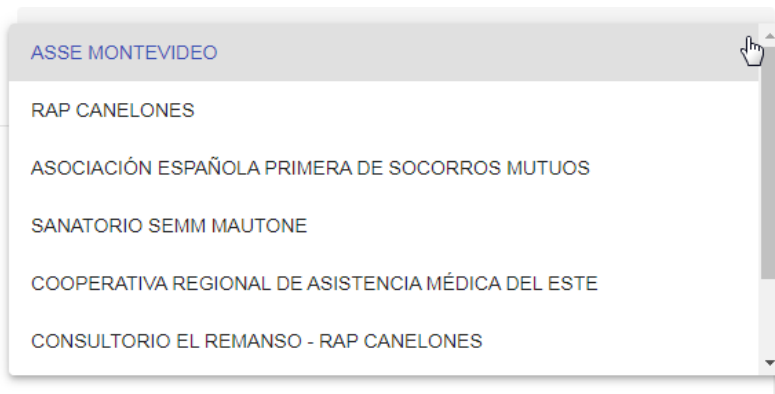 ASSE MONTEVIDEO
RAP CANELONES
ASOCIACIÓN ESPAÑOLA PRIMERA DE SOCORROS MUTUOS
SANATORIO SEMM MAUTONE
COOPERATIVA REGIONAL DE ASISTENCIA MÉDICA DEL ESTE
CONSULTORIO EL REMANSO - RAP CANELONES